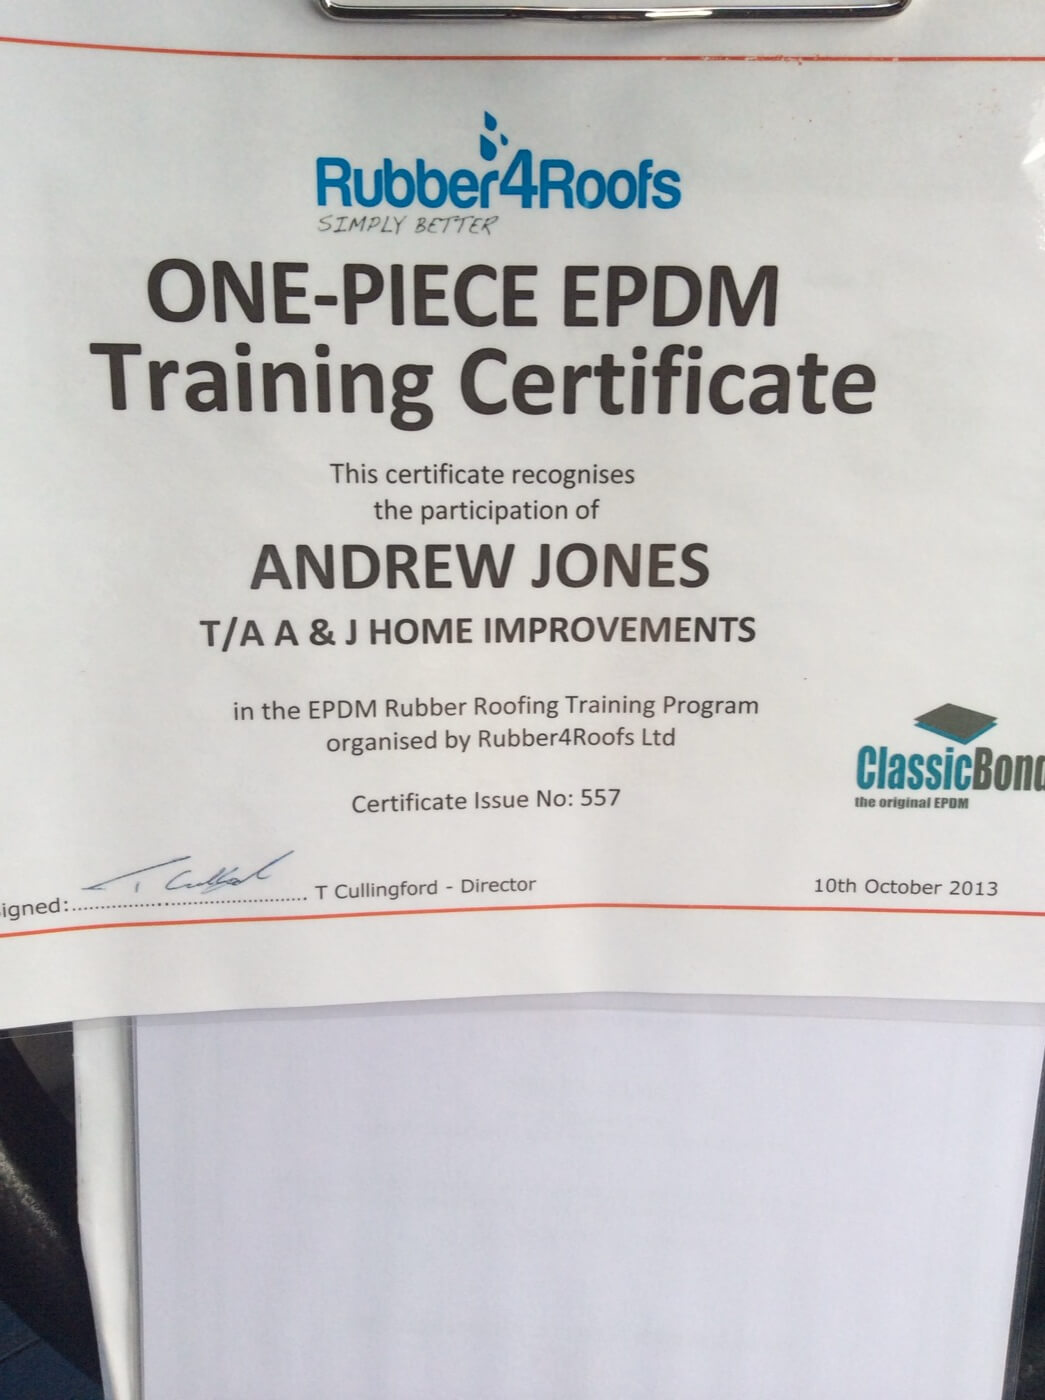 Rubber4Roofs
SIMPLY BETTER
ONE-PIECE EPDM
Training Certificate
This certificate recognises
the participation of
ANDREW JONES
T/A A & J HOME IMPROVEMENTS
in the EPDM Rubber Roofing Training Program
organised by Rubber4Roofs Ltd
ClassicBond
the original EPDM
Certificate Issue No: 557
igned: T Cullingford - Director
10th October 2013